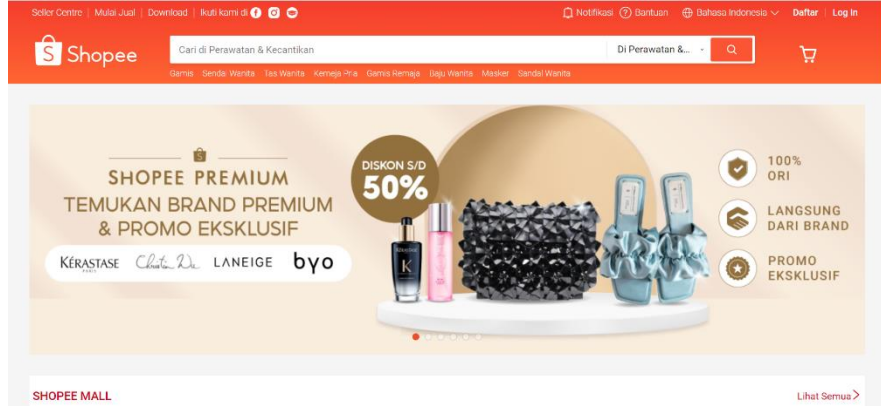 Seller Centre | Mulai Jual | Download | Ikuti kami di
Notifikasi Bantuan Bahasa Indonesia Daftar | Log In
Shopee
Cari di Perawatan & Kecantikan
Di Perawatan &...
Gamis Sendal Wanita Tas Wanita Kemeja Pria Gamis Remaja Baju Wanita Masker Sandal Wanita
SHOPEE PREMIUM
TEMUKAN BRAND PREMIUM
& PROMO EKSKLUSIF
KÉRASTASE
PARIS
LANEIGE
byo
DISKON S/D
50%
K
100%
ORI
LANGSUNG
DARI BRAND
PROMO
EKSKLUSIF
SHOPEE MALL
Lihat Semua